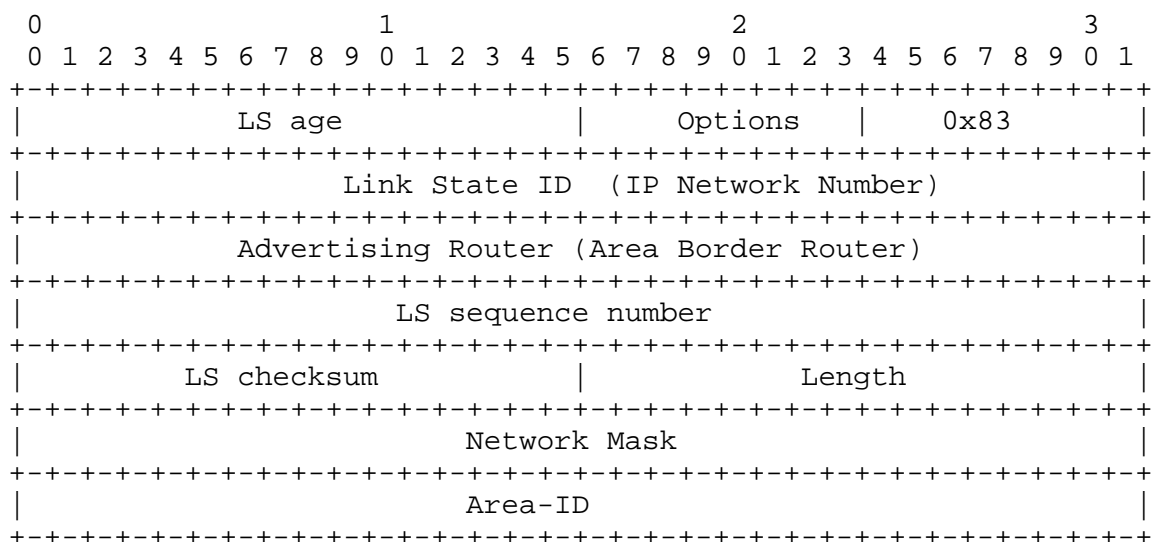 0                   1                   2                   3
0 1 2 3 4 5 6 7 8 9 0 1 2 3 4 5 6 7 8 9 0 1 2 3 4 5 6 7 8 9 0 1
+-+-+-+-+-+-+-+-+-+-+-+-+-+-+-+-+-+-+-+-+-+-+-+-+-+-+-+-+-+-+-+-+
|            LS age             |     Options   |    0x83       |
+-+-+-+-+-+-+-+-+-+-+-+-+-+-+-+-+-+-+-+-+-+-+-+-+-+-+-+-+-+-+-+-+
|                  Link State ID  (IP Network Number)           |
+-+-+-+-+-+-+-+-+-+-+-+-+-+-+-+-+-+-+-+-+-+-+-+-+-+-+-+-+-+-+-+-+
|            Advertising Router (Area Border Router)            |
+-+-+-+-+-+-+-+-+-+-+-+-+-+-+-+-+-+-+-+-+-+-+-+-+-+-+-+-+-+-+-+-+
|                     LS sequence number                        |
+-+-+-+-+-+-+-+-+-+-+-+-+-+-+-+-+-+-+-+-+-+-+-+-+-+-+-+-+-+-+-+-+
|         LS checksum           |            Length             |
+-+-+-+-+-+-+-+-+-+-+-+-+-+-+-+-+-+-+-+-+-+-+-+-+-+-+-+-+-+-+-+-+
|                         Network Mask                          |
+-+-+-+-+-+-+-+-+-+-+-+-+-+-+-+-+-+-+-+-+-+-+-+-+-+-+-+-+-+-+-+-+
|                         Area-ID                               |
+-+-+-+-+-+-+-+-+-+-+-+-+-+-+-+-+-+-+-+-+-+-+-+-+-+-+-+-+-+-+-+-+